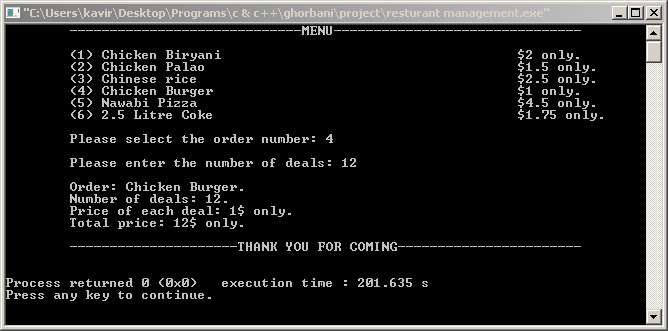 "C:\Users\kavir\Desktop\Programs\c & c++\ghorbani\project\resturant management.exe"
-----------------------------MENU-------------------------------
(1) Chicken Biryani $2 only.
(2) Chicken Palao $1.5 only.
(3) Chinese rice $2.5 only.
(4) Chicken Burger $1 only.
(5) Nawabi Pizza $4.5 only.
(6) 2.5 Litre Coke $1.75 only.
Please select the order number: 4
Please enter the number of deals: 12
Order: Chicken Burger.
Number of deals: 12.
Price of each deal: 1$ only.
Total price: 12$ only.
---------------------THANK YOU FOR COMING-----------------------
Process returned 0 (0x0)   execution time : 201.635 s
Press any key to continue.